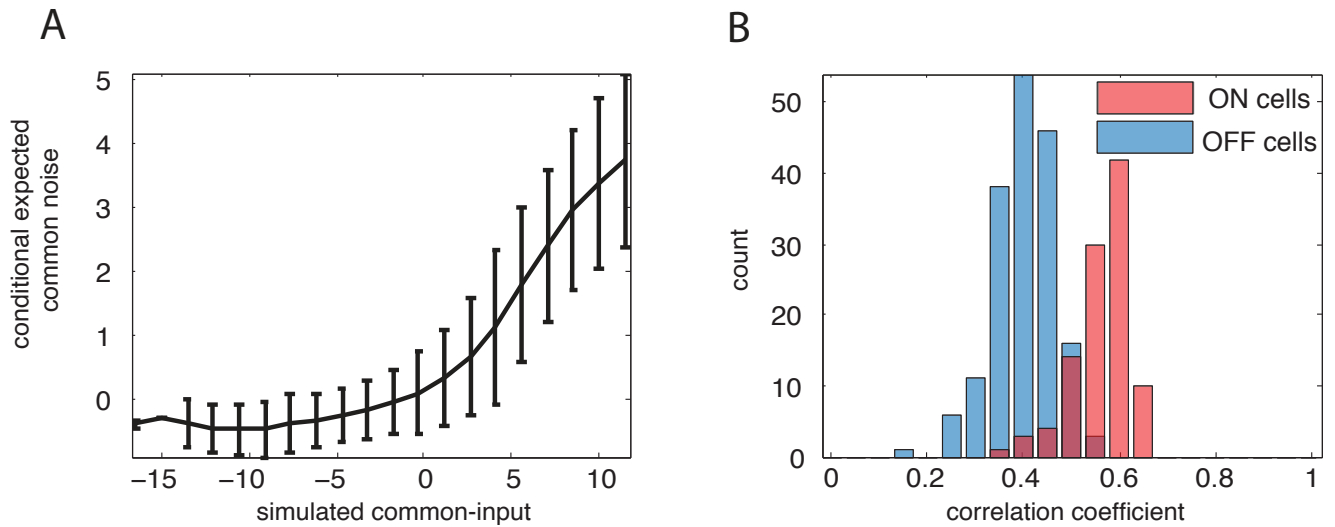 A
conditional expected
common noise
5
4
3
2
1
0
−15 −10 −5 0 5 10
simulated common-input
B
count
50
40
30
20
10
0
ON cells
OFF cells
0 0.2 0.4 0.6 0.8 1
correlation coefficient